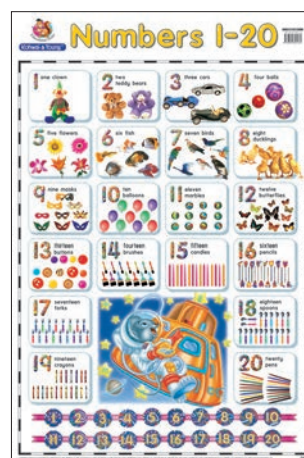 Numbers 1-20
1 one clown
2 two
teddy bears
3 three cars
4 four balls
5 five flowers
6 six fish
7 seven birds
8 eight
ducklings
9 nine masks
10 ten
balloons
11 eleven
marbles
12 twelve
butterflies
13 thirteen
buttons
14 fourteen
brushes
15 fifteen
candles
16 sixteen
pencils
17 seventeen
forks
18 eighteen
spoons
19 nineteen
crayons
20 twenty
pens
1 2 3 4 5 6 7 8 9 10
11 12 13 14 15 16 17 18 19 20